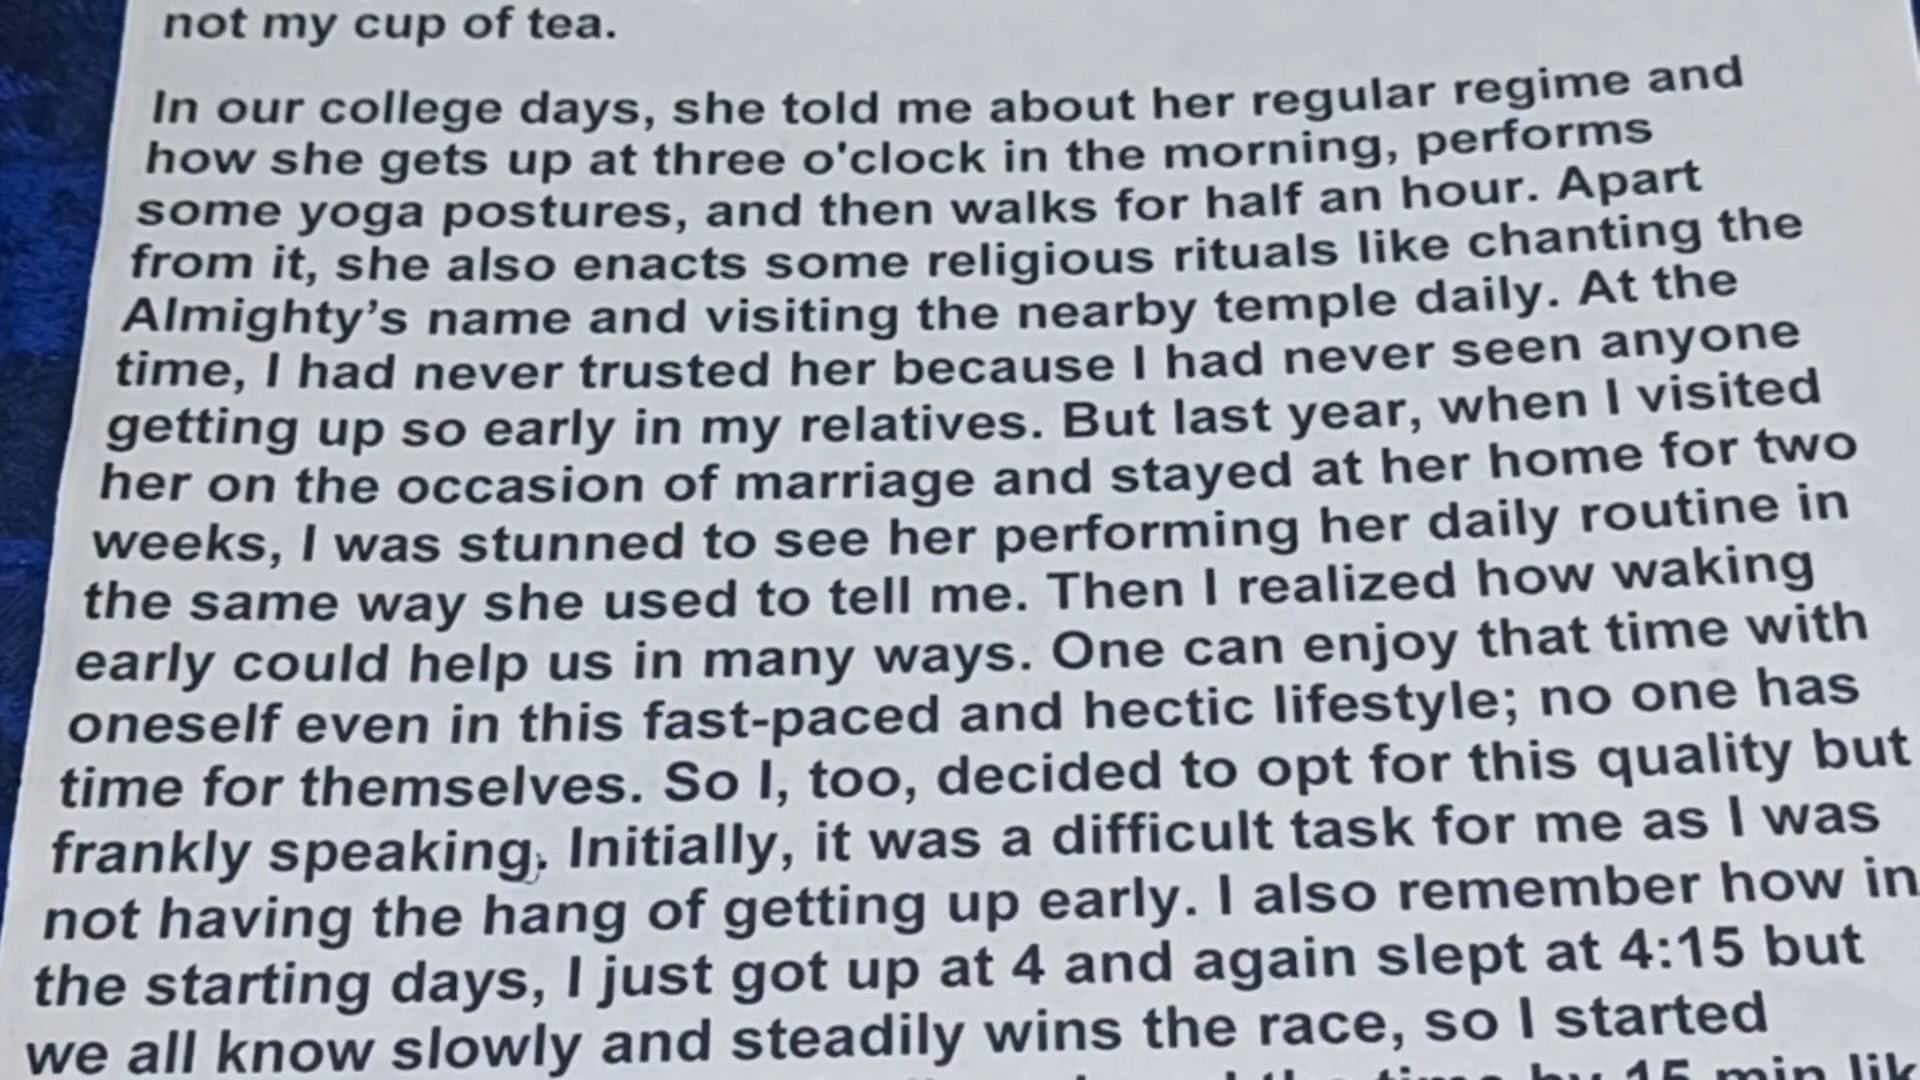 not my cup of tea.
In our college days, she told me about her regular regime and
how she gets up at three o'clock in the morning, performs
some yoga postures, and then walks for half an hour. Apart
from it, she also enacts some religious rituals like chanting the
Almighty’s name and visiting the nearby temple daily. At the
time, I had never trusted her because I had never seen anyone
getting up so early in my relatives. But last year, when I visited
her on the occasion of marriage and stayed at her home for two
weeks, I was stunned to see her performing her daily routine in
the same way she used to tell me. Then I realized how waking
early could help us in many ways. One can enjoy that time with
oneself even in this fast-paced and hectic lifestyle; no one has
time for themselves. So I, too, decided to opt for this quality but
frankly speaking. Initially, it was a difficult task for me as I was
not having the hang of getting up early. I also remember how in
the starting days, I just got up at 4 and again slept at 4:15 but
we all know slowly and steadily wins the race, so I started
the time by 15 min